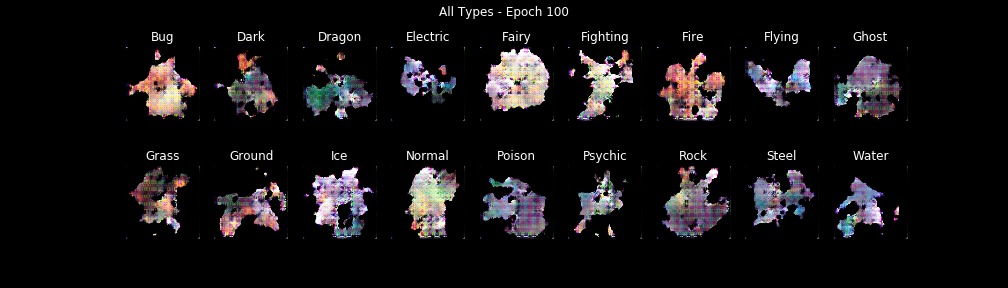 All Types - Epoch 100
Bug Dark Dragon Electric Fairy Fighting Fire Flying Ghost
Grass Ground Ice Normal Poison Psychic Rock Steel Water